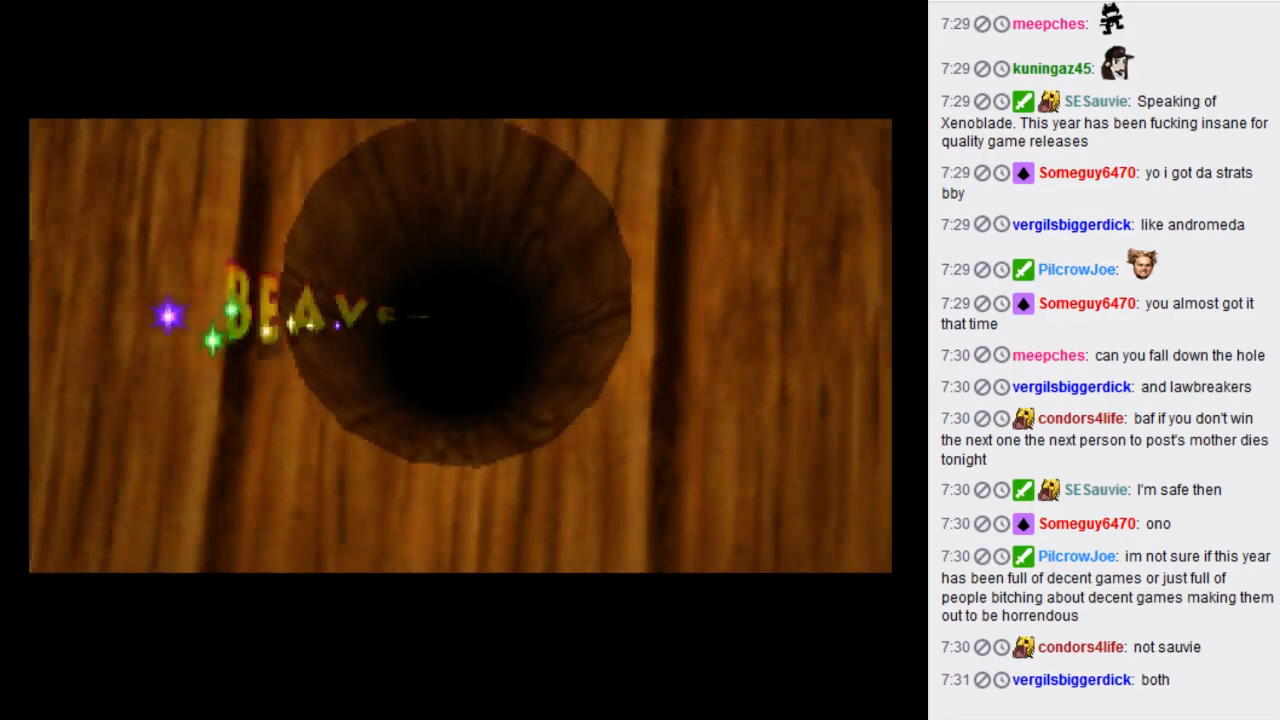 BEAVE
7:29 meepches:
7:29 kuningaz45:
7:29 SESauvie: Speaking of
Xenoblade. This year has been fucking insane for
quality game releases
7:29 Someguy6470: yo i got da strats
bby
7:29 vergilsbiggerdick: like andromeda
7:29 PilcrowJoe:
7:29 Someguy6470: you almost got it
that time
7:30 meepches: can you fall down the hole
7:30 vergilsbiggerdick: and lawbreakers
7:30 condors4life: baf if you don't win
the next one the next person to post's mother dies
tonight
7:30 SESauvie: I'm safe then
7:30 Someguy6470: ono
7:30 PilcrowJoe: im not sure if this year
has been full of decent games or just full of
people bitching about decent games making them
out to be horrendous
7:30 condors4life: not sauvie
7:31 vergilsbiggerdick: both